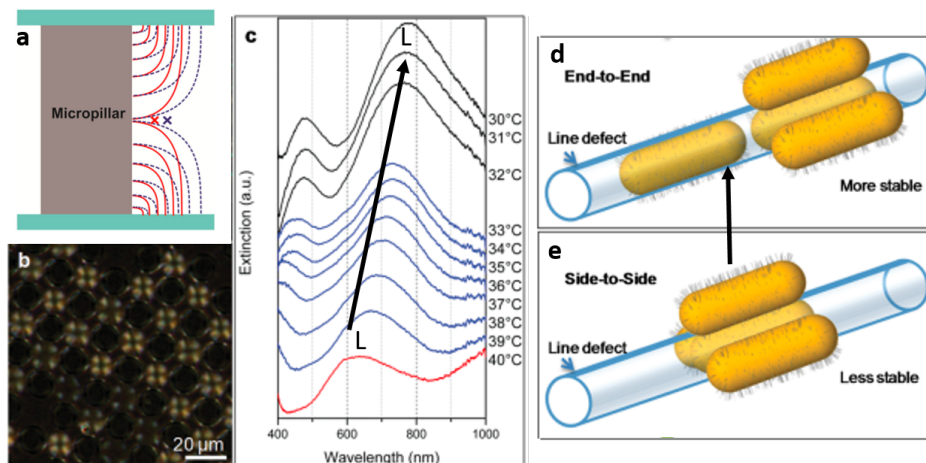 a
Micropillar
b
20 µm
c
L
L
30°C
31°C
32°C
33°C
34°C
35°C
36°C
37°C
38°C
39°C
40°C
Extinction (a.u.)
400 600 800 1000
Wavelength (nm)
d
End-to-End
Line defect
More stable
e
Side-to-Side
Line defect
Less stable